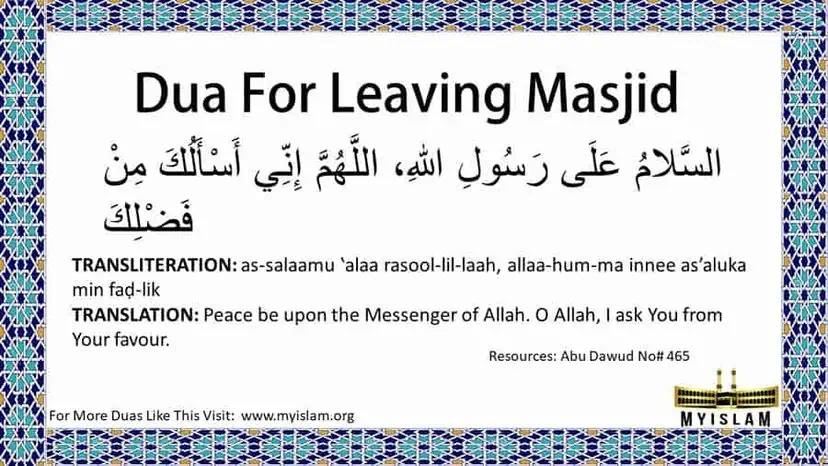 Dua For Leaving Masjid
السَّلامُ عَلَى رَسُولِ اللهِ، اللَّهُمَّ إِنِّي أَسْأَلُكَ مِنْ
فَضْلِكَ
TRANSLITERATION: as-salaamu ‛alaa rasool-lil-laah, allaa-hum-ma innee as’aluka
min faḍ-lik
TRANSLATION: Peace be upon the Messenger of Allah. O Allah, I ask You from
Your favour.
Resources: Abu Dawud No# 465
For More Duas Like This Visit: www.myislam.org
MYISLAM